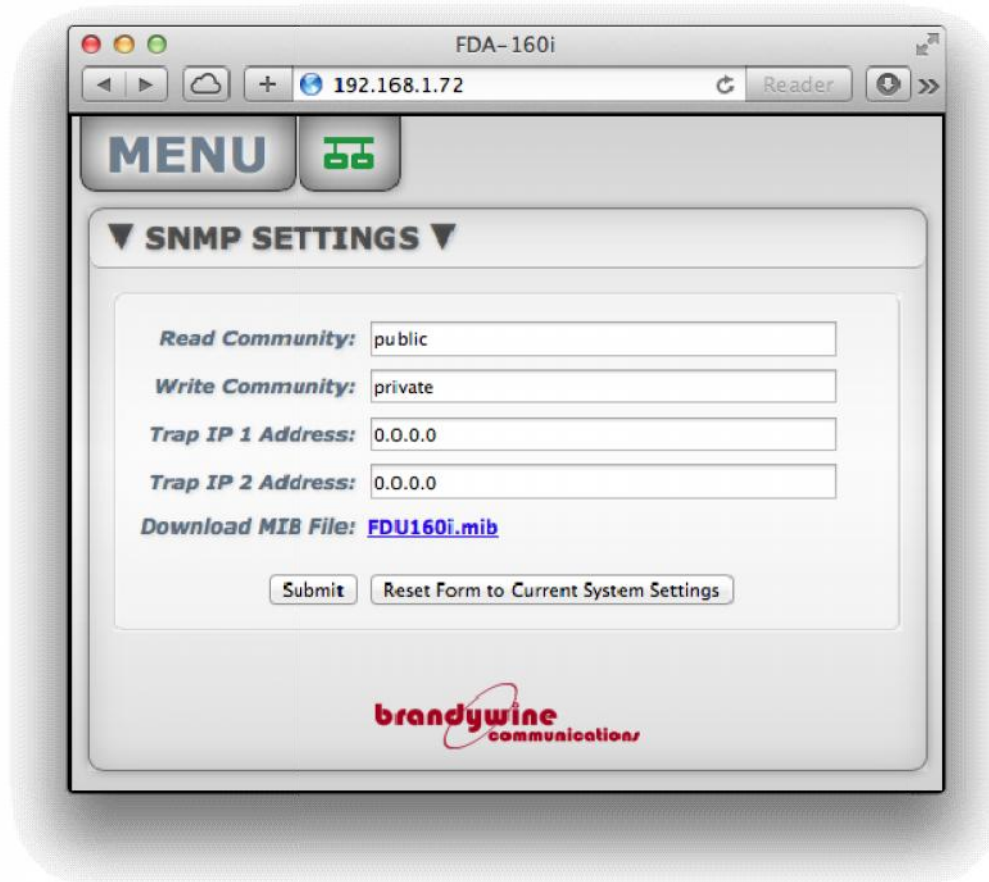 FDA-160i
192.168.1.72
Reader
MENU
▼ SNMP SETTINGS ▼
Read Community: public
Write Community: private
Trap IP 1 Address: 0.0.0.0
Trap IP 2 Address: 0.0.0.0
Download MIB File: FDU160i.mib
Submit Reset Form to Current System Settings
brandywine
communications